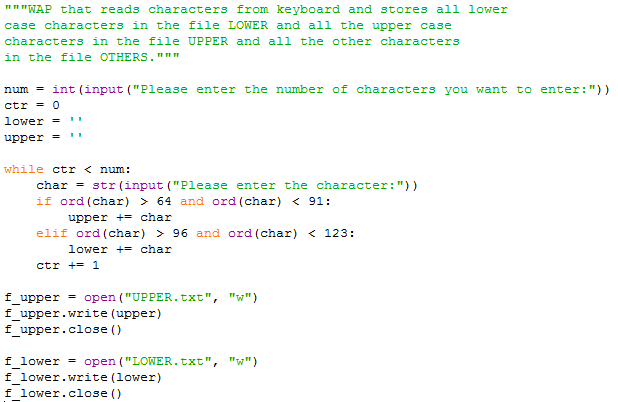 """WAP that reads characters from keyboard and stores all lower
case characters in the file LOWER and all the upper case
characters in the file UPPER and all the other characters
in the file OTHERS."""
num = int(input("Please enter the number of characters you want to enter:"))
ctr = 0
lower = ''
upper = ''
while ctr < num:
    char = str(input("Please enter the character:"))
    if ord(char) > 64 and ord(char) < 91:
        upper += char
    elif ord(char) > 96 and ord(char) < 123:
        lower += char
    ctr += 1
f_upper = open("UPPER.txt", "w")
f_upper.write(upper)
f_upper.close()
f_lower = open("LOWER.txt", "w")
f_lower.write(lower)
f_lower.close()